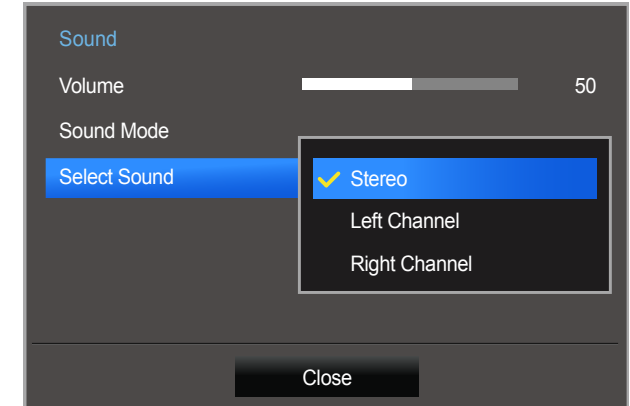 Sound
Volume 50
Sound Mode
Select Sound
Stereo
Left Channel
Right Channel
Close